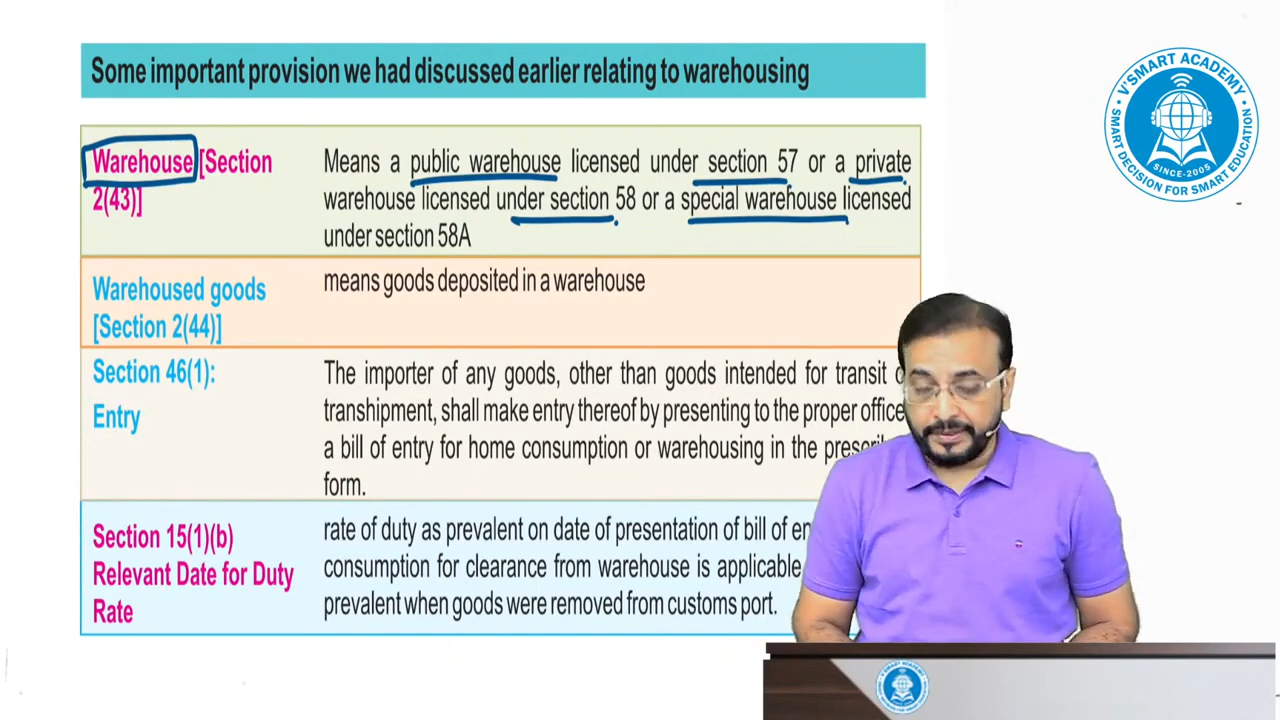 Some important provision we had discussed earlier relating to warehousing
Warehouse [Section
2(43)]
Means a public warehouse licensed under section 57 or a private
warehouse licensed under section 58 or a special warehouse licensed
under section 58A
Warehoused goods
[Section 2(44)]
means goods deposited in a warehouse
Section 46(1):
Entry
The importer of any goods, other than goods intended for transit
transhipment, shall make entry thereof by presenting to the proper office
a bill of entry for home consumption or warehousing in the
form.
Section 15(1)(b)
Relevant Date for Duty
Rate
rate of duty as prevalent on date of presentation of bill of
consumption for clearance from warehouse is applicable
prevalent when goods were removed from customs port.
V'SMART ACADEMY
SINCE-2005
SMART DECISION FOR SMART EDUCATION
V'SMART ACADEMY